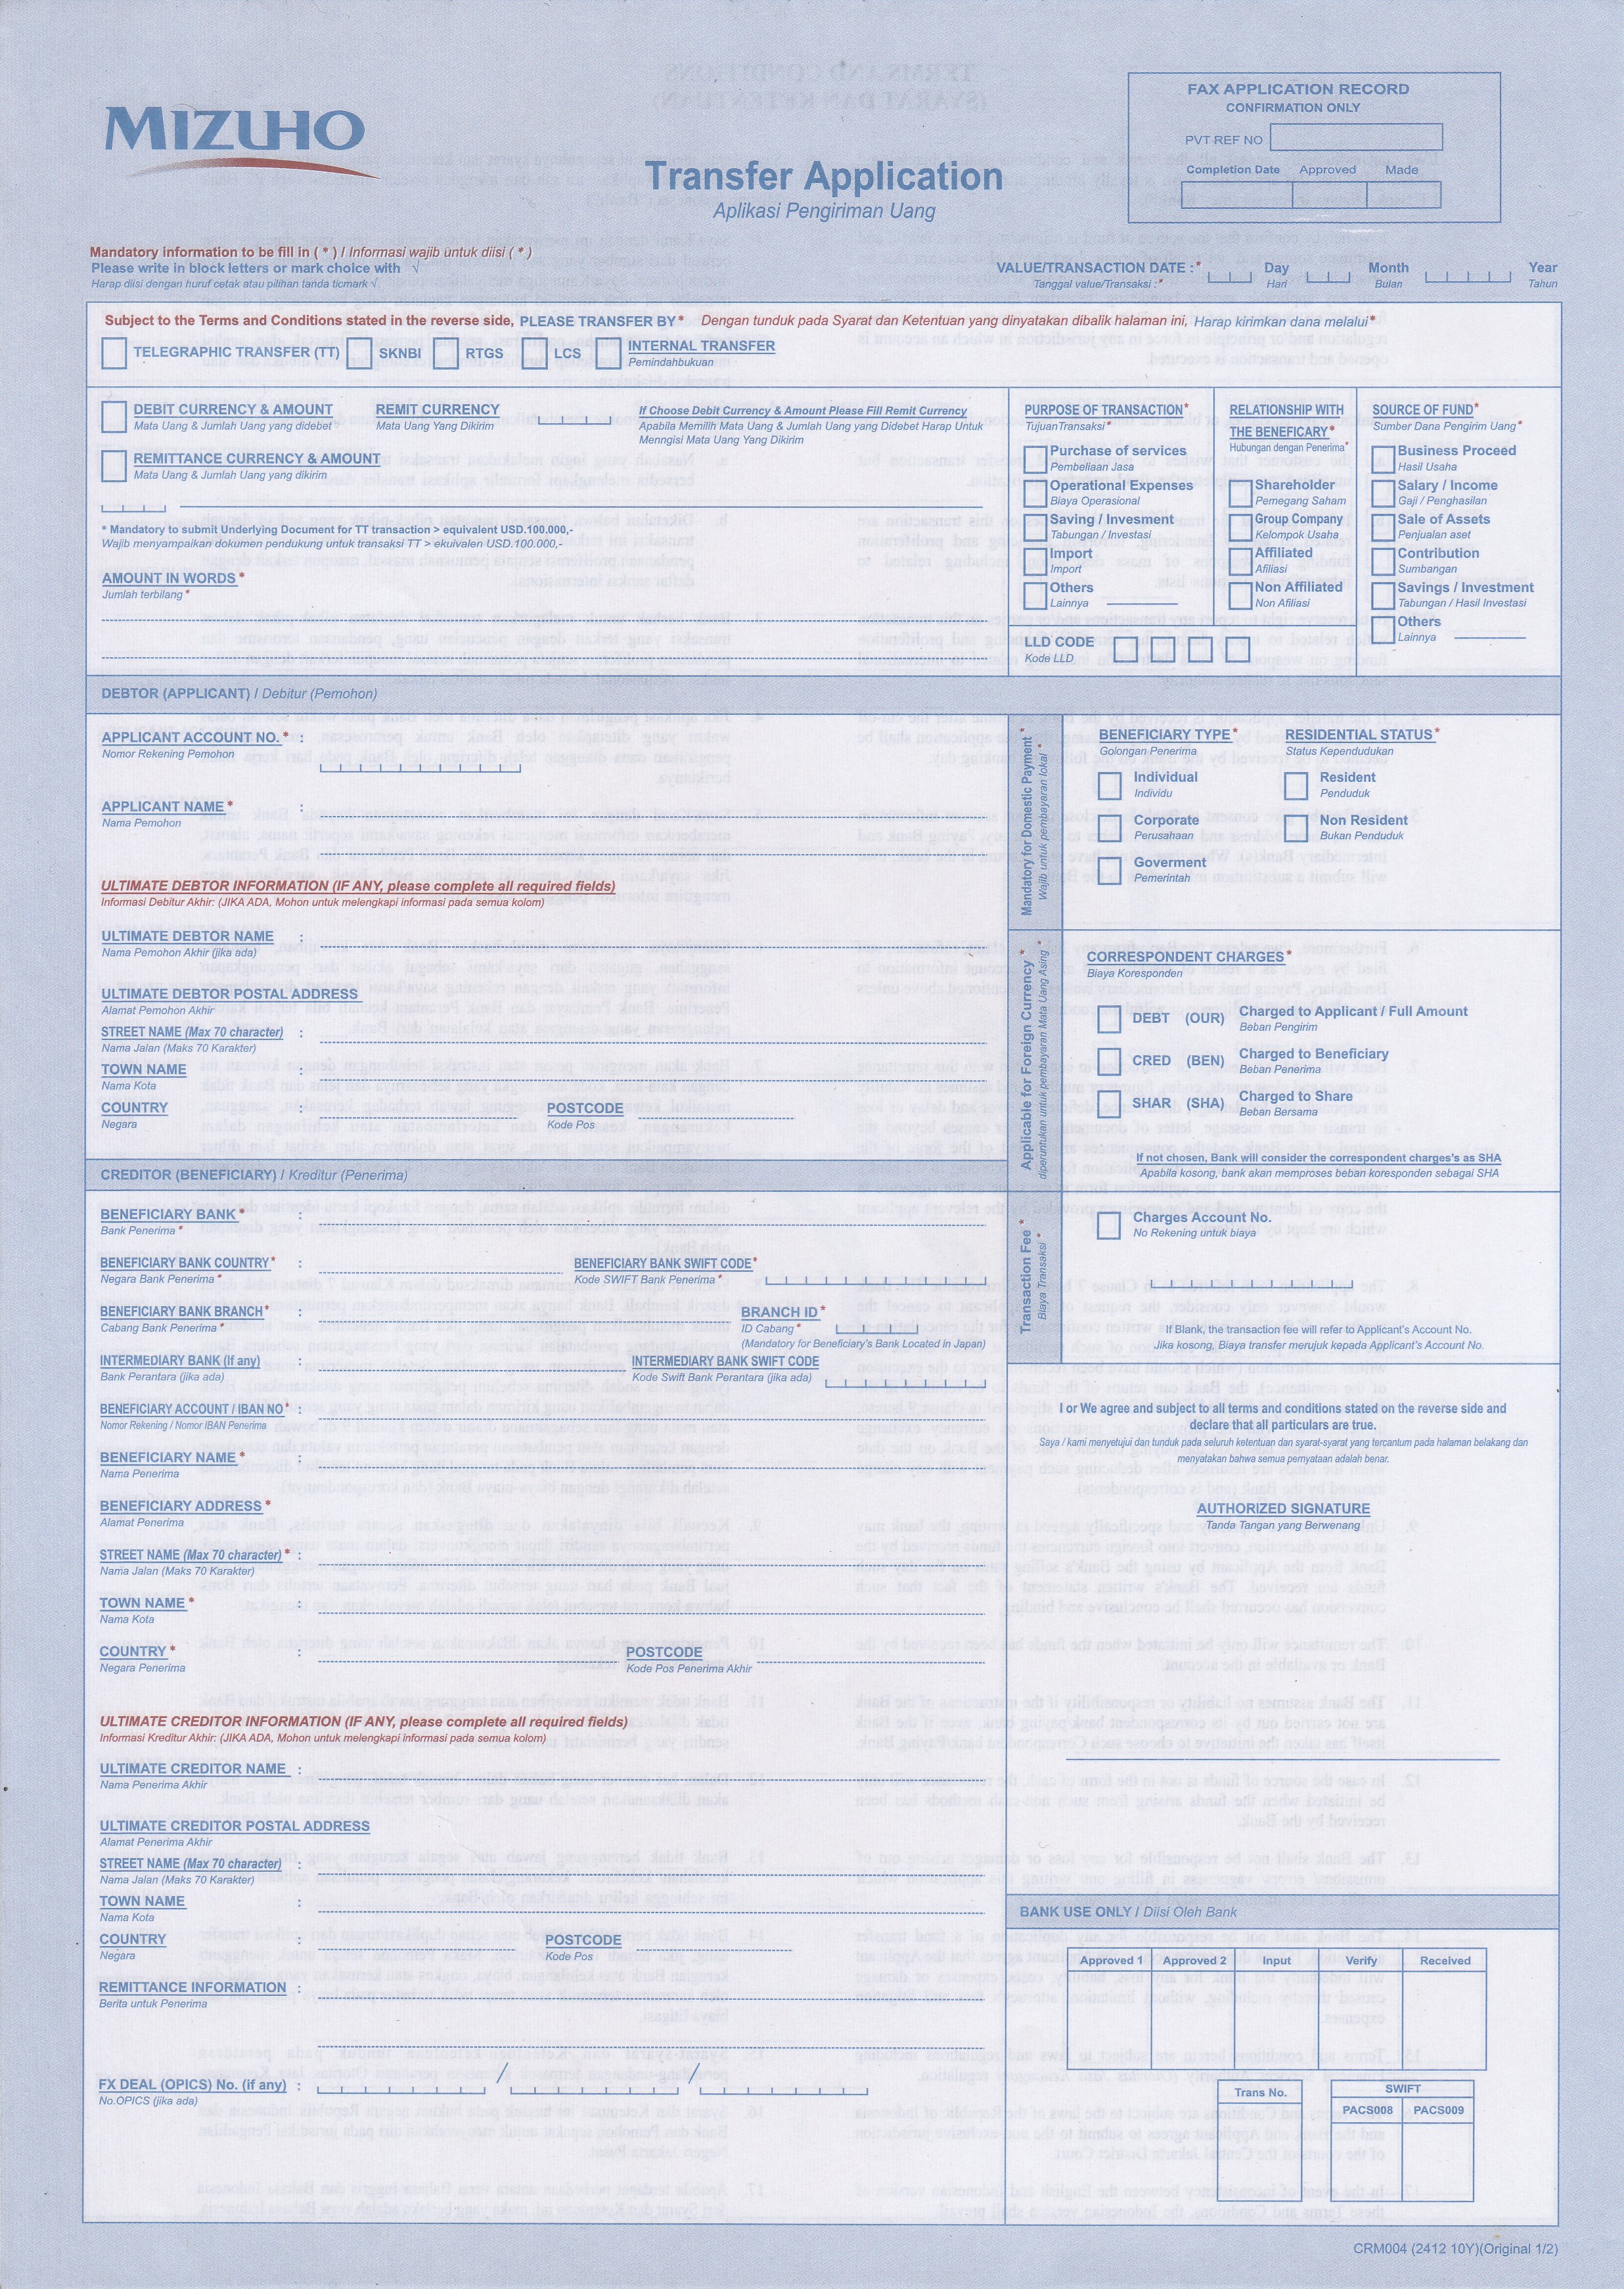 MIZUHO
FAX APPLICATION RECORD
CONFIRMATION ONLY
PVT REF NO
Completion Date Approved Made
Transfer Application
Aplikasi Pengiriman Uang
Mandatory information to be fill in ( * ) / Informasi wajib untuk diisi ( * )
Please write in block letters or mark choice with √
Harap diisi dengan huruf cetak atau pilihan tanda ticmark √
VALUE/TRANSACTION DATE :* Day Month Year
Tanggal value/Transaksi :* Hari Bulan Tahun
Subject to the Terms and Conditions stated in the reverse side, PLEASE TRANSFER BY* Dengan tunduk pada Syarat dan Ketentuan yang dinyatakan dibalik halaman ini, Harap kirimkan dana melalui*
TELEGRAPHIC TRANSFER (TT) SKNBI RTGS LCS INTERNAL TRANSFER
Pemindahbukuan
DEBIT CURRENCY & AMOUNT REMIT CURRENCY If Choose Debit Currency & Amount Please Fill Remit Currency
Mata Uang & Jumlah Uang yang didebet Mata Uang Yang Dikirim Apabila Memilih Mata Uang & Jumlah Uang yang Didebet Harap Untuk
Menngisi Mata Uang Yang Dikirim
REMITTANCE CURRENCY & AMOUNT
Mata Uang & Jumlah Uang yang dikirim
* Mandatory to submit Underlying Document for TT transaction > equivalent USD.100.000,-
Wajib menyampaikan dokumen pendukung untuk transaksi TT > ekuivalen USD.100.000,-
AMOUNT IN WORDS*
Jumlah terbilang*
PURPOSE OF TRANSACTION*
TujuanTransaksi*
Purchase of services
Pembeliaan Jasa
Operational Expenses
Biaya Operasional
Saving / Invesment
Tabungan / Investasi
Import
Import
Others
Lainnya
RELATIONSHIP WITH
THE BENEFICIARY*
Hubungan dengan Penerima*
Shareholder
Pemegang Saham
Group Company
Kelompok Usaha
Affiliated
Afiliasi
Non Affiliated
Non Afiliasi
SOURCE OF FUND*
Sumber Dana Pengirim Uang*
Business Proceed
Hasil Usaha
Salary / Income
Gaji / Penghasilan
Sale of Assets
Penjualan aset
Contribution
Sumbangan
Savings / Investment
Tabungan / Hasil Investasi
Others
Lainnya
LLD CODE
Kode LLD
DEBTOR (APPLICANT) / Debitur (Pemohon)
APPLICANT ACCOUNT NO.* :
Nomor Rekening Pemohon
APPLICANT NAME* :
Nama Pemohon
ULTIMATE DEBTOR INFORMATION (IF ANY, please complete all required fields)
Informasi Debitur Akhir: (JIKA ADA, Mohon untuk melengkapi informasi pada semua kolom)
ULTIMATE DEBTOR NAME :
Nama Pemohon Akhir (jika ada)
ULTIMATE DEBTOR POSTAL ADDRESS
Alamat Pemohon Akhir
STREET NAME (Max 70 character) :
Nama Jalan (Maks 70 Karakter)
TOWN NAME :
Nama Kota
COUNTRY : POSTCODE
Negara Kode Pos
Mandatory for Domestic Payment*
Wajib untuk pembayaran lokal*
BENEFICIARY TYPE* RESIDENTIAL STATUS*
Golongan Penerima Status Kependudukan
Individual Resident
Individu Penduduk
Corporate Non Resident
Perusahaan Bukan Penduduk
Goverment
Pemerintah
Applicable for Foreign Currency*
diperuntukan untuk pembayaran Mata Uang Asing*
CORRESPONDENT CHARGES*
Biaya Koresponden
DEBT (OUR) Charged to Applicant / Full Amount
Beban Pengirim
CRED (BEN) Charged to Beneficiary
Beban Penerima
SHAR (SHA) Charged to Share
Beban Bersama
If not chosen, Bank will consider the correspondent charges's as SHA
Apabila kosong, bank akan memproses beban koresponden sebagai SHA
CREDITOR (BENEFICIARY) / Kreditur (Penerima)
BENEFICIARY BANK* :
Bank Penerima*
BENEFICIARY BANK COUNTRY* : BENEFICIARY BANK SWIFT CODE*
Negara Bank Penerima* Kode SWIFT Bank Penerima*
BENEFICIARY BANK BRANCH* : BRANCH ID*
Cabang Bank Penerima* ID Cabang*
(Mandatory for Beneficiary's Bank Located in Japan)
INTERMEDIARY BANK (if any) : INTERMEDIARY BANK SWIFT CODE
Bank Perantara (jika ada) Kode Swift Bank Perantara (jika ada)
BENEFICIARY ACCOUNT / IBAN NO* :
Nomor Rekening / Nomor IBAN Penerima
BENEFICIARY NAME* :
Nama Penerima
BENEFICIARY ADDRESS*
Alamat Penerima
STREET NAME (Max 70 character)* :
Nama Jalan (Maks 70 Karakter)
TOWN NAME* :
Nama Kota
COUNTRY* : POSTCODE
Negara Penerima Kode Pos Penerima Akhir
Transaction Fee*
Biaya Transaksi*
Charges Account No.
No Rekening untuk biaya
If Blank, the transaction fee will refer to Applicant's Account No.
Jika kosong, Biaya transfer merujuk kepada Applicant's Account No.
I or We agree and subject to all terms and conditions stated on the reverse side and
declare that all particulars are true.
Saya / kami menyetujui dan tunduk pada seluruh ketentuan dan syarat-syarat yang tercantum pada halaman belakang dan
menyatakan bahwa semua pernyataan adalah benar.
AUTHORIZED SIGNATURE
Tanda Tangan yang Berwenang
ULTIMATE CREDITOR INFORMATION (IF ANY, please complete all required fields)
Informasi Kreditur Akhir: (JIKA ADA, Mohon untuk melengkapi informasi pada semua kolom)
ULTIMATE CREDITOR NAME :
Nama Penerima Akhir
ULTIMATE CREDITOR POSTAL ADDRESS
Alamat Penerima Akhir
STREET NAME (Max 70 character) :
Nama Jalan (Maks 70 Karakter)
TOWN NAME :
Nama Kota
COUNTRY : POSTCODE
Negara Kode Pos
REMITTANCE INFORMATION :
Berita untuk Penerima
FX DEAL (OPICS) No. (if any) : / /
No.OPICS (jika ada)
BANK USE ONLY / Diisi Oleh Bank
Approved 1 Approved 2 Input Verify Received
Trans No. SWIFT
PACS008 PACS009
CRM004 (2412 10Y)(Original 1/2)